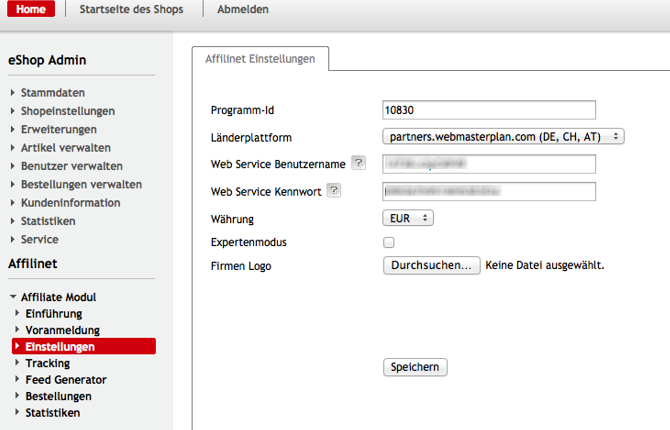 Home Startseite des Shops Abmelden
eShop Admin
Stammdaten
Shopeinstellungen
Erweiterungen
Artikel verwalten
Benutzer verwalten
Bestellungen verwalten
Kundeninformation
Statistiken
Service
Affilinet
Affiliate Modul
Einführung
Voranmeldung
Einstellungen
Tracking
Feed Generator
Bestellungen
Statistiken
Affilinet Einstellungen
Programm-Id 10830
Länderplattform partners.webmasterplan.com (DE, CH, AT)
Web Service Benutzername ?
Web Service Kennwort ?
Währung EUR
Expertenmodus
Firmen Logo Durchsuchen... Keine Datei ausgewählt.
Speichern